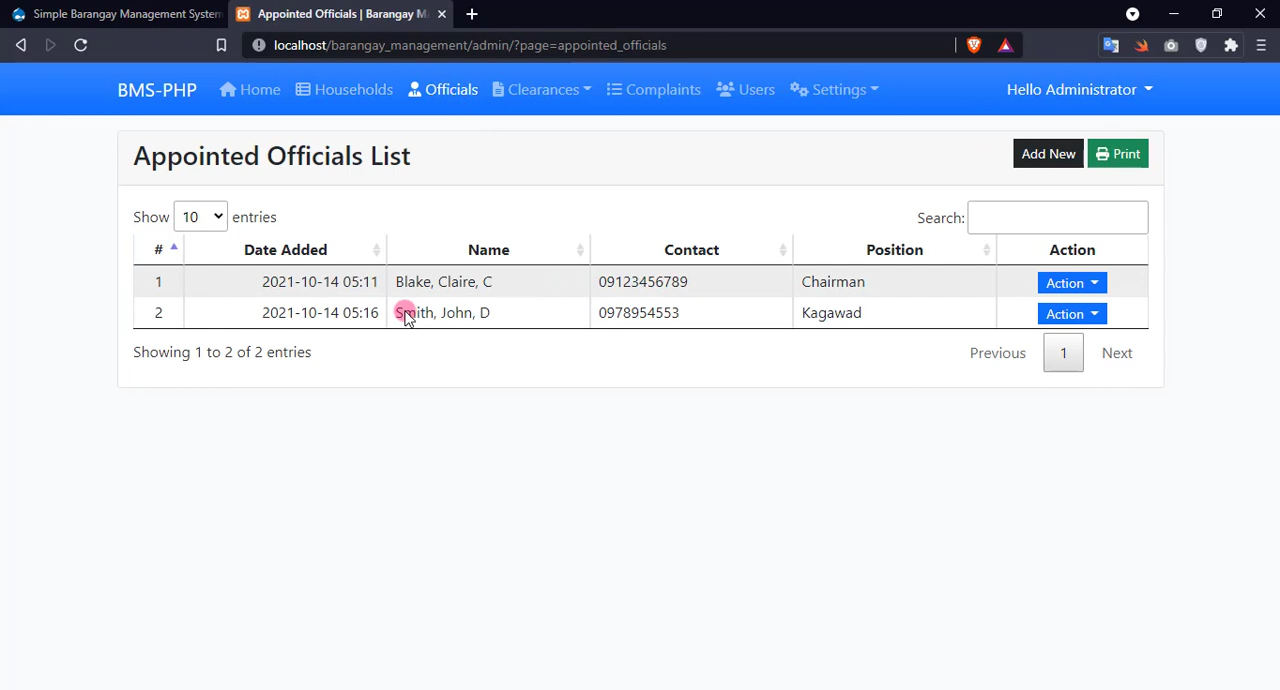 Simple Barangay Management System
Appointed Officials | Barangay M
localhost/barangay_management/admin/?page=appointed_officials
BMS-PHP Home Households Officials Clearances Complaints Users Settings Hello Administrator
Appointed Officials List Add New Print
Show 10 entries Search:
# Date Added Name Contact Position Action
1 2021-10-14 05:11 Blake, Claire, C 09123456789 Chairman Action
2 2021-10-14 05:16 Smith, John, D 0978954553 Kagawad Action
Showing 1 to 2 of 2 entries Previous 1 Next